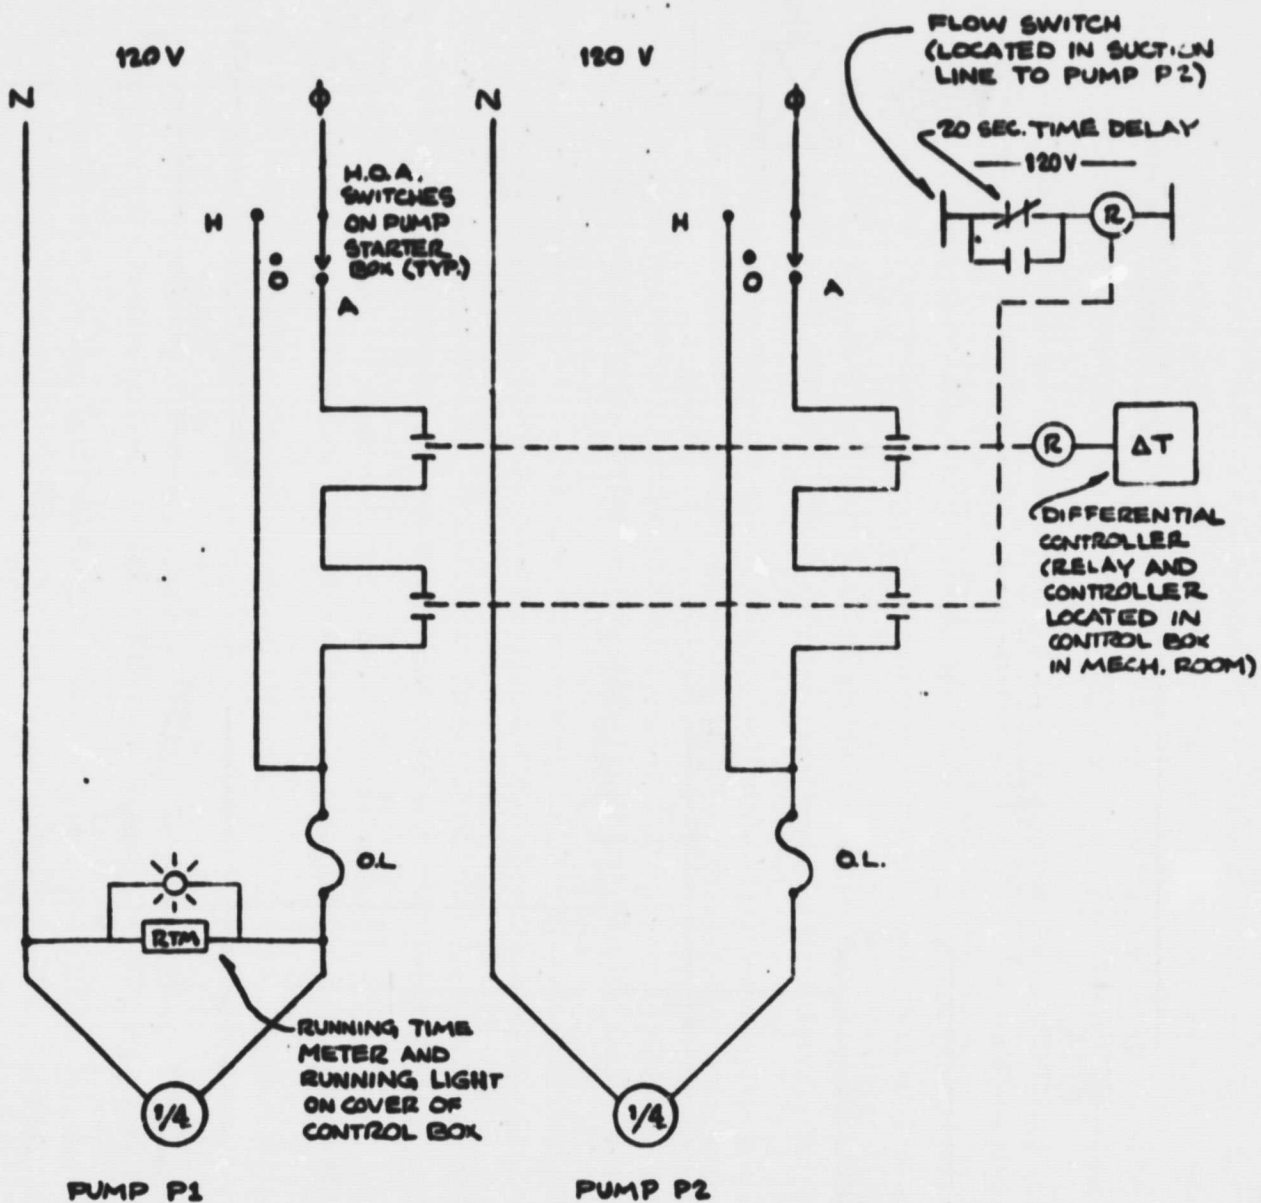 120 V
120 V
FLOW SWITCH
(LOCATED IN SUCTION
LINE TO PUMP P2)
N
Φ
N
Φ
20 SEC. TIME DELAY
120 V
H.O.A.
SWITCHES
ON PUMP
STARTER
BOX (TYP.)
H
O
A
H
O
A
R
R
ΔT
DIFFERENTIAL
CONTROLLER
(RELAY AND
CONTROLLER
LOCATED IN
CONTROL BOX
IN MECH. ROOM)
O.L
O.L.
RTM
RUNNING TIME
METER AND
RUNNING LIGHT
ON COVER OF
CONTROL BOX
1/4
1/4
PUMP P1
PUMP P2